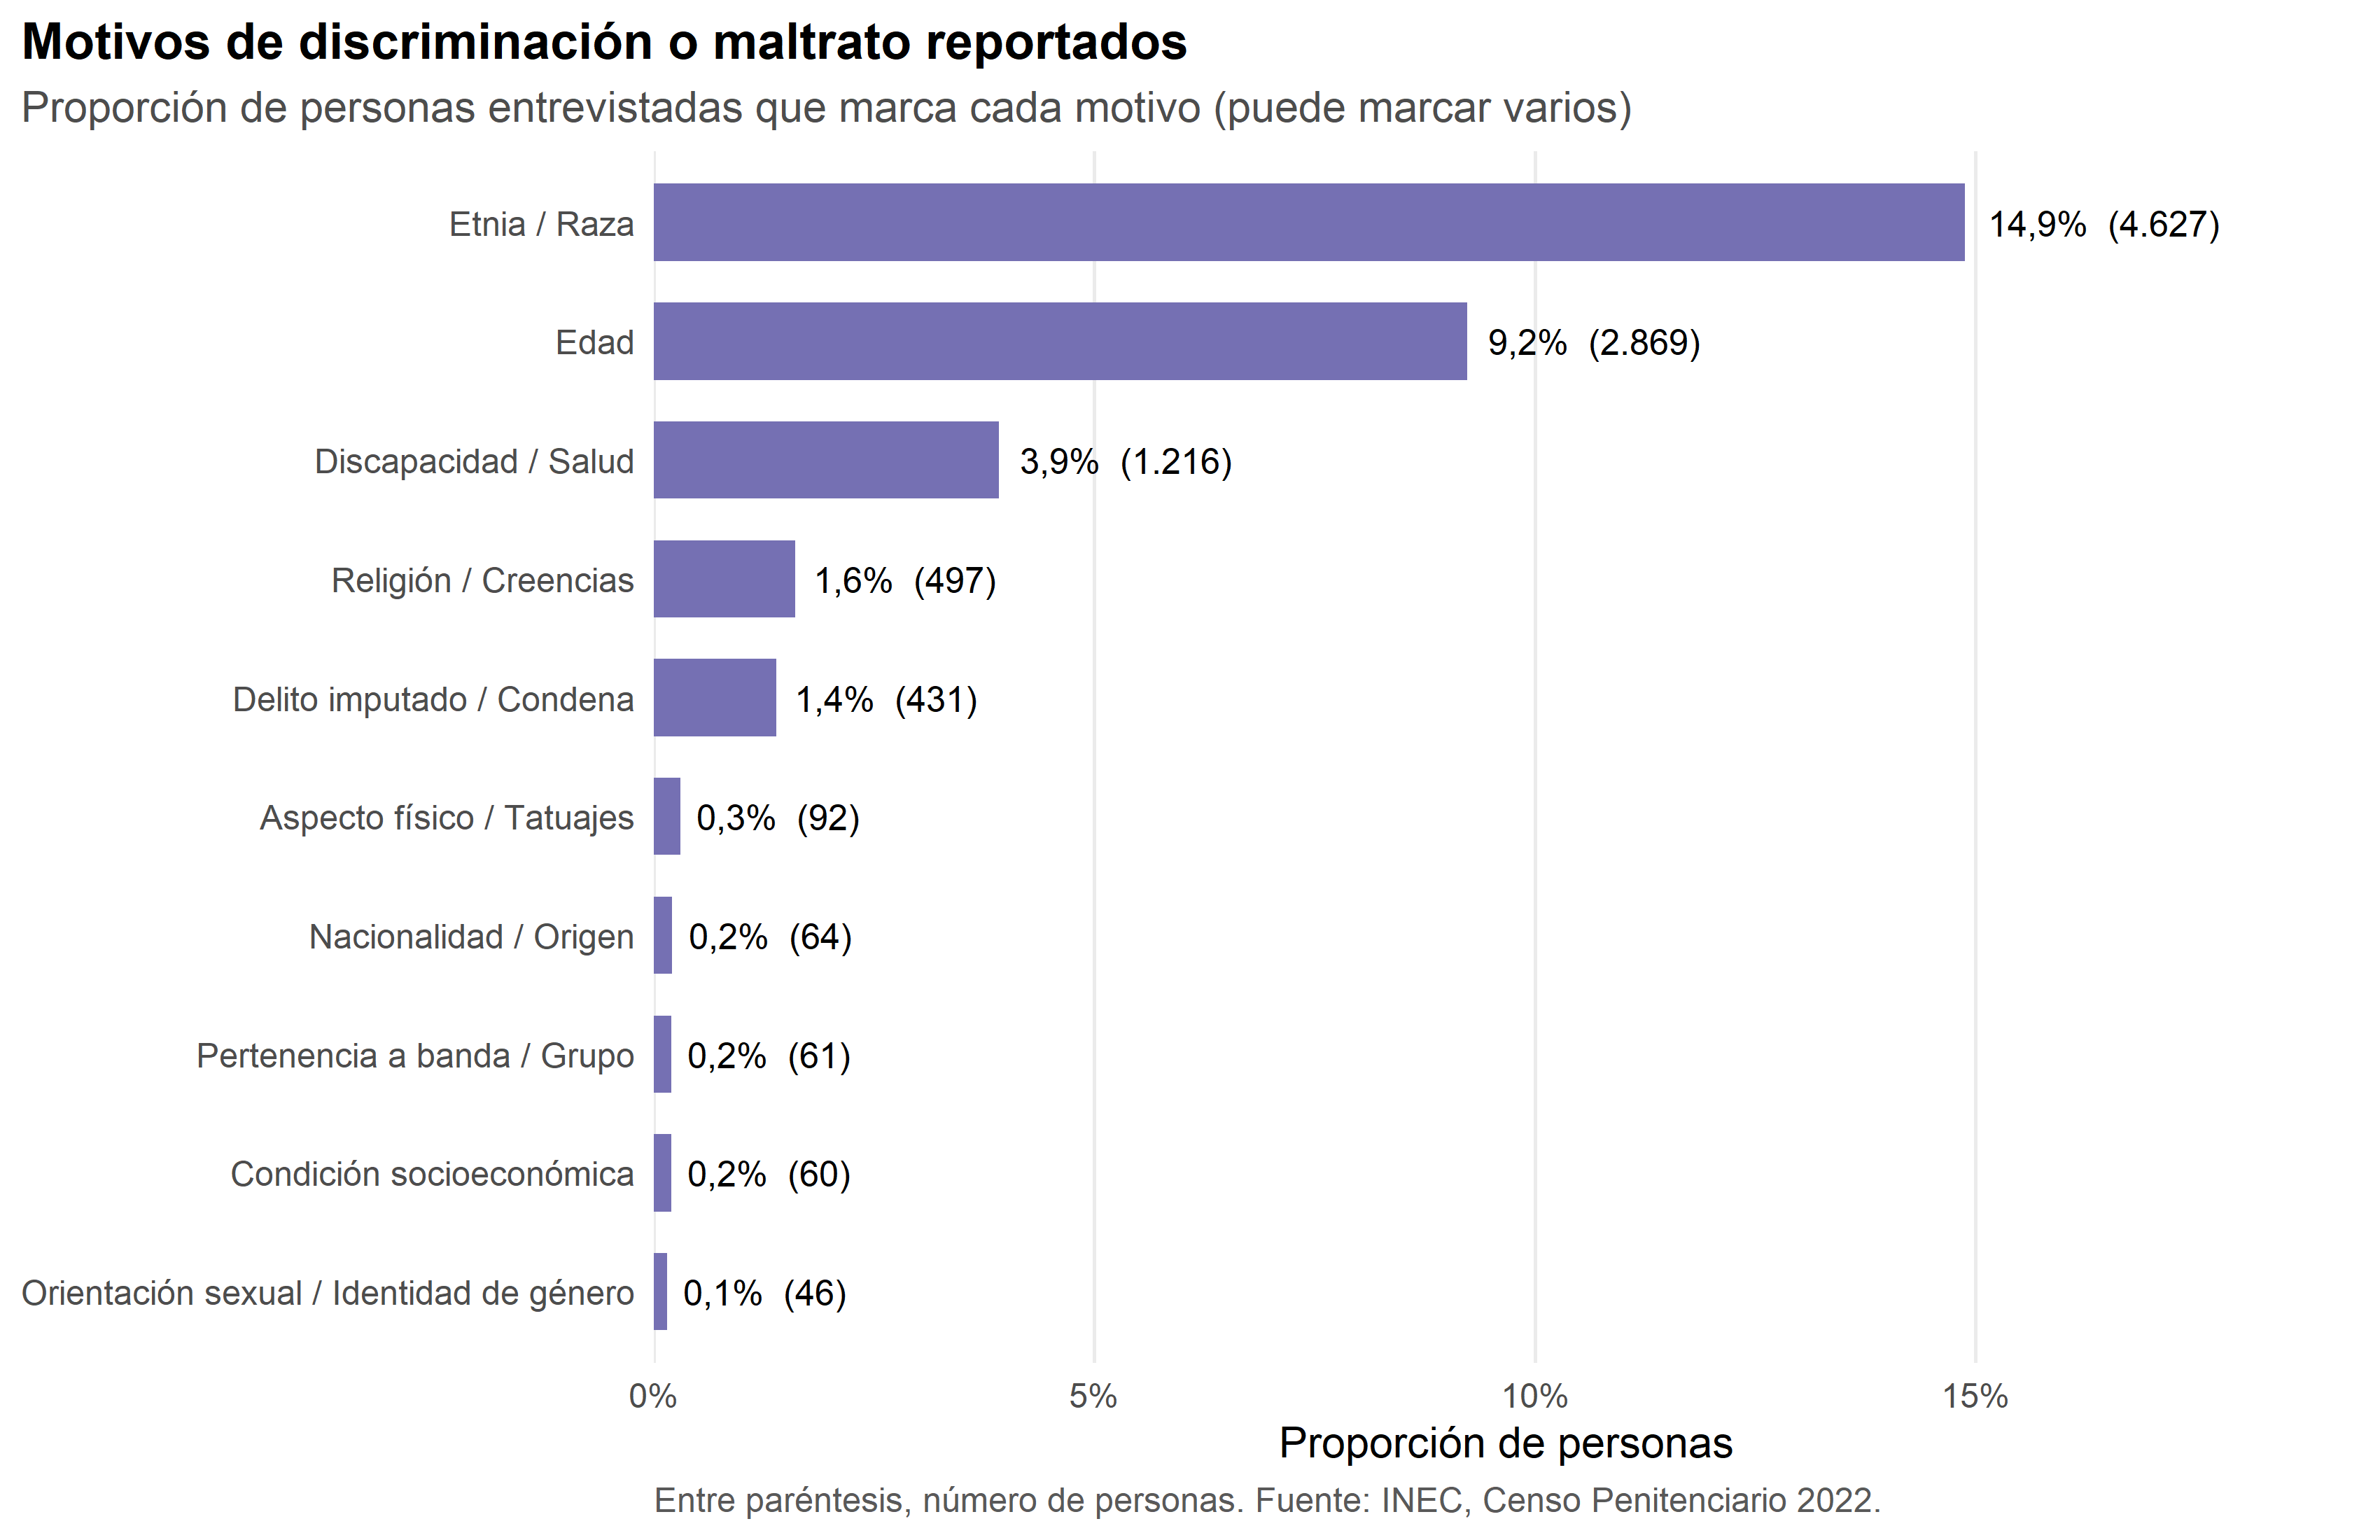 Motivos de discriminación o maltrato reportados
Proporción de personas entrevistadas que marca cada motivo (puede marcar varios)
Etnia / Raza 14,9% (4.627)
Edad 9,2% (2.869)
Discapacidad / Salud 3,9% (1.216)
Religión / Creencias 1,6% (497)
Delito imputado / Condena 1,4% (431)
Aspecto físico / Tatuajes 0,3% (92)
Nacionalidad / Origen 0,2% (64)
Pertenencia a banda / Grupo 0,2% (61)
Condición socioeconómica 0,2% (60)
Orientación sexual / Identidad de género 0,1% (46)
0% 5% 10% 15%
Proporción de personas
Entre paréntesis, número de personas. Fuente: INEC, Censo Penitenciario 2022.